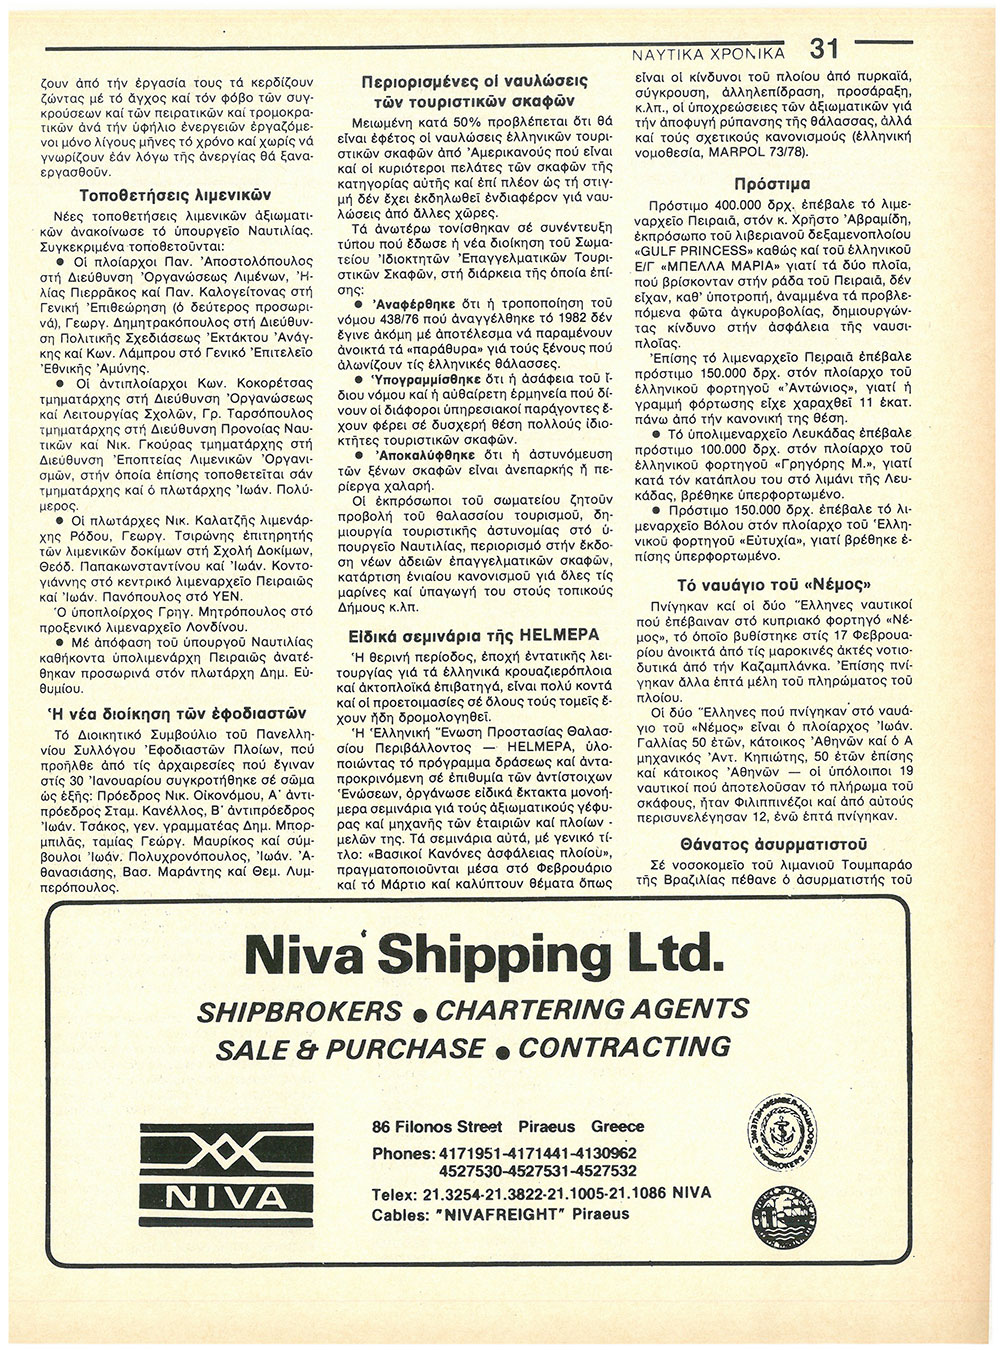 ΝΑΥΤΙΚΑ ΧΡΟΝΙΚΑ 31
ζουν ἀπό τήν ἐργασία τους τά κερδίζουν
ζώντας μέ τό ἄγχος καί τόν φόβο τῶν συγ-
κρούσεων καί τῶν πειρατικῶν καί τρομοκρα-
τικῶν ἀνά τήν ὑφήλιο ἐνεργειῶν ἐργαζόμε-
νοι μόνο λίγους μῆνες τό χρόνο καί χωρίς νά
γνωρίζουν ἐάν λόγω τῆς ἀνεργίας θά ξανα-
εργασθοῦν.
Τοποθετήσεις λιμενικῶν
Νέες τοποθετήσεις λιμενικῶν ἀξιωματι-
κῶν ἀνακοίνωσε τό ὑπουργεῖο Ναυτιλίας.
Συγκεκριμένα τοποθετοῦνται:
● Οἱ πλοίαρχοι Παν. Ἀποστολόπουλος
στή Διεύθυνση Ὀργανώσεως Λιμένων, Ἠ-
λίας Πιερρᾶκος καί Παν. Καλογείτονας στή
Γενική Ἐπιθεώρηση (ὁ δεύτερος προσωρι-
νά), Γεωργ. Δημητρακόπουλος στή Διεύθυν-
ση Πολιτικῆς Σχεδιάσεως Ἐκτάκτου Ἀνάγ-
κης καί Κων. Λάμπρου στό Γενικό Ἐπιτελεῖο
Ἐθνικῆς Ἀμύνης.
● Οἱ ἀντιπλοίαρχοι Κων. Κοκορέτσας
τμηματάρχης στή Διεύθυνση Ὀργανώσεως
καί Λειτουργίας Σχολῶν, Γρ. Ταρσόπουλος
τμηματάρχης στή Διεύθυνση Προνοίας Ναυ-
τικῶν καί Νικ. Γκούρας τμηματάρχης στή
Διεύθυνση Ἐποπτείας Λιμενικῶν Ὀργανι-
σμῶν, στήν ὁποία ἐπίσης τοποθετεῖται σάν
τμηματάρχης καί ὁ πλωτάρχης Ἰωάν. Πολύ-
μερος.
● Οἱ πλωτάρχες Νικ. Καλατζῆς λιμενάρ-
χης Ρόδου, Γεωργ. Τσιρώνης ἐπιτηρητής
τῶν λιμενικῶν δοκίμων στή Σχολή Δοκίμων,
Θεόδ. Παπακωνσταντίνου καί Ἰωάν. Κοντο-
γιάννης στό κεντρικό λιμεναρχεῖο Πειραιῶς
καί Ἰωάν. Πανόπουλος στό ΥΕΝ.
Ὁ ὑποπλοίρχος Γρηγ. Μητρόπουλος στό
προξενικό λιμεναρχεῖο Λονδίνου.
● Μέ ἀπόφαση τοῦ ὑπουργοῦ Ναυτιλίας
καθήκοντα ὑπολιμενάρχη Πειραιῶς ἀνατέ-
θηκαν προσωρινά στόν πλωτάρχη Δημ. Εὐ-
θυμίου.
Ἡ νέα διοίκηση τῶν ἐφοδιαστῶν
Τό Διοικητικό Συμβούλιο τοῦ Πανελλη-
νίου Συλλόγου Ἐφοδιαστῶν Πλοίων, πού
προῆλθε ἀπό τίς ἀρχαιρεσίες πού ἔγιναν
στίς 30 Ἰανουαρίου συγκροτήθηκε σέ σῶμα
ὡς ἑξῆς: Πρόεδρος Νικ. Οἰκονόμου, Α΄ ἀντι-
πρόεδρος Σταμ. Κανέλλος, Β΄ ἀντιπρόεδρος
Ἰωάν. Τσάκος, γεν. γραμματέας Δημ. Μπορ-
μπιλᾶς, ταμίας Γεώργ. Μαυρίκος καί σύμ-
βουλοι Ἰωάν. Πολυχρονόπουλος, Ἰωάν. Ἀ-
θανασιάσης, Βασ. Μαράντης καί Θεμ. Λυμ-
περόπουλος.
Περιορισμένες οἱ ναυλώσεις
τῶν τουριστικῶν σκαφῶν
Μειωμένη κατά 50% προβλέπεται ὅτι θά
εἶναι ἐφέτος οἱ ναυλώσεις ἑλληνικῶν τουρι-
στικῶν σκαφῶν ἀπό Ἀμερικανούς πού εἶναι
καί οἱ κυριότεροι πελάτες τῶν σκαφῶν τῆς
κατηγορίας αὐτῆς καί ἐπί πλέον ὡς τή στιγ-
μή δέν ἔχει ἐκδηλωθεῖ ἐνδιαφέρον γιά ναυ-
λώσεις ἀπό ἄλλες χῶρες.
Τά ἀνωτέρω τονίσθηκαν σέ συνέντευξη
τύπου πού ἔδωσε ἡ νέα διοίκηση τοῦ Σωμα-
τείου Ἰδιοκτητῶν Ἐπαγγελματικῶν Τουρι-
στικῶν Σκαφῶν, στή διάρκεια τῆς ὁποία ἐπί-
σης:
● Ἀναφέρθηκε ὅτι ἡ τροποποίηση τοῦ
νόμου 438/76 πού ἀναγγέλθηκε τό 1982 δέν
ἔγινε ἀκόμη μέ ἀποτέλεσμα νά παραμένουν
ἀνοικτά τά «παράθυρα» γιά τούς ξένους πού
ἁλωνίζουν τίς ἑλληνικές θάλασσες.
● Ὑπογραμμίσθηκε ὅτι ἡ ἀσάφεια τοῦ ἴ-
διου νόμου καί ἡ αὐθαίρετη ἑρμηνεία πού δί-
νουν οἱ διάφοροι ὑπηρεσιακοί παράγοντες ἔ-
χουν φέρει σέ δυσχερῆ θέση πολλούς ἰδιο-
κτῆτες τουριστικῶν σκαφῶν.
● Ἀποκαλύφθηκε ὅτι ἡ ἀστυνόμευση
τῶν ξένων σκαφῶν εἶναι ἀνεπαρκής ἤ πε-
ρίεργα χαλαρή.
Οἱ ἐκπρόσωποι τοῦ σωματείου ζητοῦν
προβολή τοῦ θαλασσίου τουρισμοῦ, δη-
μιουργία τουριστικῆς ἀστυνομίας στό ὑ-
πουργεῖο Ναυτιλίας, περιορισμό στήν ἔκδο-
ση νέων ἀδειῶν ἐπαγγελματικῶν σκαφῶν,
κατάρτιση ἑνιαίου κανονισμοῦ γιά ὅλες τίς
μαρίνες καί ὑπαγωγή του στούς τοπικούς
Δήμους κ.λπ.
Εἰδικά σεμινάρια τῆς HELMEPA
Ἡ θερινή περίοδος, ἐποχή ἐντατικῆς λει-
τουργίας γιά τά ἑλληνικά κρουαζιερόπλοια
καί ἀκτοπλοϊκά ἐπιβατηγά, εἶναι πολύ κοντά
καί οἱ προετοιμασίες σέ ὅλους τούς τομεῖς ἔ-
χουν ἤδη δρομολογηθεῖ.
Ἡ Ἑλληνική Ἕνωση Προστασίας Θαλασ-
σίου Περιβάλλοντος — HELMEPA, ὑλο-
ποιώντας τό πρόγραμμα δράσεως καί ἀντα-
προκρινόμενη σέ ἐπιθυμία τῶν ἀντίστοιχων
Ἑνώσεων, ὀργάνωσε εἰδικά ἔκτακτα μονοή-
μερα σεμινάρια γιά τούς ἀξιωματικούς γέφυ-
ρας καί μηχανῆς τῶν ἑταιριῶν καί πλοίων -
μελῶν της. Τά σεμινάρια αὐτά, μέ γενικό τί-
τλο: «Βασικοί Κανόνες ἀσφάλειας πλοίου»,
πραγματοποιοῦνται μέσα στό Φεβρουάριο
καί τό Μάρτιο καί καλύπτουν θέματα ὅπως
εἶναι οἱ κίνδυνοι τοῦ πλοίου ἀπό πυρκαϊά,
σύγκρουση, ἀλληλεπίδραση, προσάραξη,
κ.λπ., οἱ ὑποχρεώσεις τῶν ἀξιωματικῶν γιά
τήν ἀποφυγή ρύπανσης τῆς θάλασσας, ἀλλά
καί τούς σχετικούς κανονισμούς (ἑλληνική
νομοθεσία, MARPOL 73/78).
Πρόστιμα
Πρόστιμο 400.000 δρχ. ἐπέβαλε τό λιμε-
ναρχεῖο Πειραιᾶ, στόν κ. Χρῆστο Ἀβραμίδη,
ἐκπρόσωπο τοῦ λιβεριανοῦ δεξαμενοπλοίου
«GULF PRINCESS» καθώς καί τοῦ ἑλληνικοῦ
Ε/Γ «ΜΠΕΛΛΑ ΜΑΡΙΑ» γιατί τά δύο πλοῖα,
πού βρίσκονταν στήν ράδα τοῦ Πειραιᾶ, δέν
εἶχαν, καθ' ὑποτροπή, ἀναμμένα τά προβλε-
πόμενα φῶτα ἀγκυροβολίας, δημιουργών-
τας κίνδυνο στήν ἀσφάλεια τῆς ναυσι-
πλοΐας.
Ἐπίσης τό λιμεναρχεῖο Πειραιᾶ ἐπέβαλε
πρόστιμο 150.000 δρχ. στόν πλοίαρχο τοῦ
ἑλληνικοῦ φορτηγοῦ «Ἀντώνιος», γιατί ἡ
γραμμή φόρτωσης εἶχε χαραχθεῖ 11 ἑκατ.
πάνω ἀπό τήν κανονική της θέση.
● Τό ὑπολιμεναρχεῖο Λευκάδας ἐπέβαλε
πρόστιμο 100.000 δρχ. στόν πλοίαρχο τοῦ
ἑλληνικοῦ φορτηγοῦ «Γρηγόρης Μ.», γιατί
κατά τόν κατάπλου του στό λιμάνι τῆς Λευ-
κάδας, βρέθηκε ὑπερφορτωμένο.
● Πρόστιμο 150.000 δρχ. ἐπέβαλε τό λι-
μεναρχεῖο Βόλου στόν πλοίαρχο τοῦ Ἑλλη-
νικοῦ φορτηγοῦ «Εὐτυχία», γιατί βρέθηκε ἐ-
πίσης ὑπερφορτωμένο.
Τό ναυάγιο τοῦ «Νέμος»
Πνίγηκαν καί οἱ δύο Ἕλληνες ναυτικοί
πού ἐπέβαιναν στό κυπριακό φορτηγό «Νέ-
μος», τό ὁποῖο βυθίστηκε στίς 17 Φεβρουα-
ρίου ἀνοικτά ἀπό τίς μαροκινές ἀκτές νοτιο-
δυτικά ἀπό τήν Καζαμπλάνκα. Ἐπίσης πνί-
γηκαν ἄλλα ἑπτά μέλη τοῦ πληρώματος τοῦ
πλοίου.
Οἱ δύο Ἕλληνες πού πνίγηκαν στό ναυά-
γιο τοῦ «Νέμος» εἶναι ὁ πλοίαρχος Ἰωάν.
Γαλλίας 50 ἐτῶν, κάτοικος Ἀθηνῶν καί ὁ Α
μηχανικός Ἀντ. Κηπιώτης, 50 ἐτῶν ἐπίσης
καί κάτοικος Ἀθηνῶν — οἱ ὑπόλοιποι 19
ναυτικοί πού ἀποτελοῦσαν τό πλήρωμα τοῦ
σκάφους, ἦταν Φιλιππινέζοι καί ἀπό αὐτούς
περισυνελέγησαν 12, ἐνῶ ἑπτά πνίγηκαν.
Θάνατος ἀσυρματιστοῦ
Σέ νοσοκομεῖο τοῦ λιμανιοῦ Τουμπαράο
τῆς Βραζιλίας πέθανε ὁ ἀσυρματιστής τοῦ
Niva Shipping Ltd.
SHIPBROKERS ● CHARTERING AGENTS
SALE & PURCHASE ● CONTRACTING
NIVA
86 Filonos Street Piraeus Greece
Phones: 4171951-4171441-4130962
4527530-4527531-4527532
Telex: 21.3254-21.3822-21.1005-21.1086 NIVA
Cables: "NIVAFREIGHT" Piraeus
MEMBER HELLENIC SHIPBROKERS ASSOCIATION